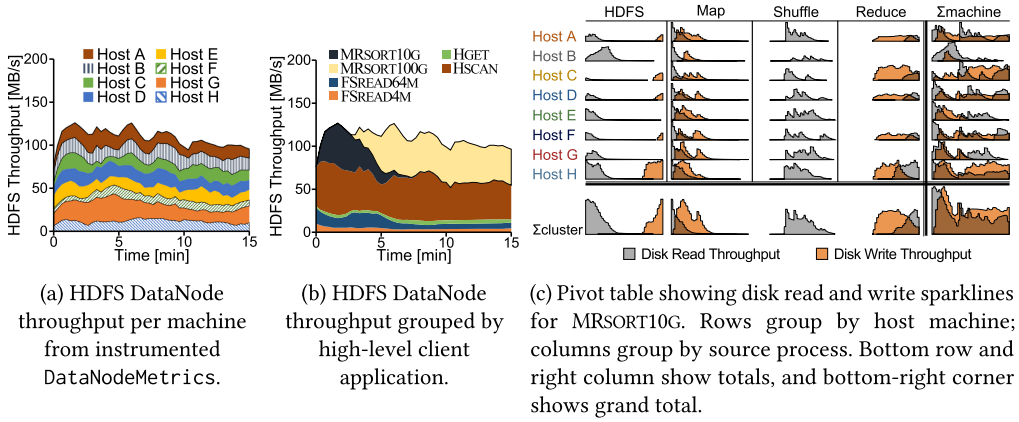 HDFS Throughput [MB/s]
200
150
100
50
0
Host A
Host B
Host C
Host D
Host E
Host F
Host G
Host H
0 5 10 15
Time [min]
(a) HDFS DataNode
throughput per machine
from instrumented
DataNodeMetrics.
HDFS Throughput [MB/s]
200
150
100
50
0
MRSORT10G
MRSORT100G
FSREAD64M
FSREAD4M
HGET
HSCAN
0 5 10 15
Time [min]
(b) HDFS DataNode
throughput grouped by
high-level client
application.
HDFS Map Shuffle Reduce Σmachine
Host A
Host B
Host C
Host D
Host E
Host F
Host G
Host H
Σcluster
Disk Read Throughput Disk Write Throughput
(c) Pivot table showing disk read and write sparklines
for MRSORT10G. Rows group by host machine;
columns group by source process. Bottom row and
right column show totals, and bottom-right corner
shows grand total.